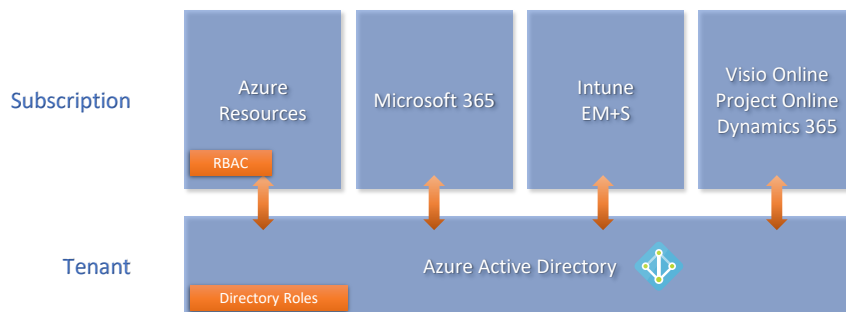 Subscription
Azure
Resources
RBAC
Microsoft 365
Intune
EM+S
Visio Online
Project Online
Dynamics 365
Tenant
Azure Active Directory
Directory Roles